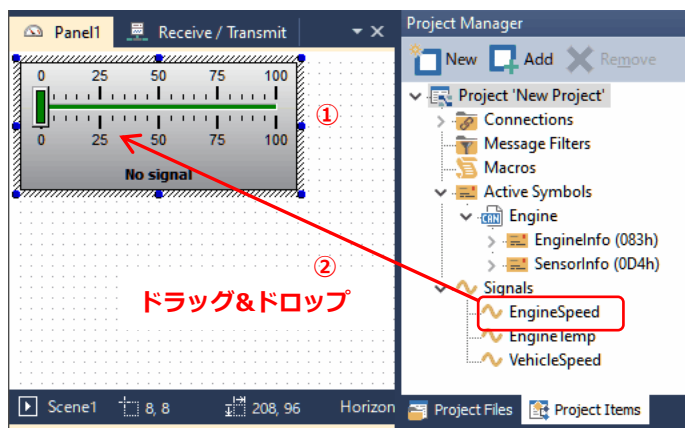 Panel1
Receive / Transmit
0 25 50 75 100
0 25 50 75 100
No signal
①
②
ドラッグ&ドロップ
Scene1
8, 8
208, 96
Horizon
Project Manager
New
Add
Remove
Project 'New Project'
Connections
Message Filters
Macros
Active Symbols
CAN
Engine
EngineInfo (083h)
SensorInfo (0D4h)
Signals
EngineSpeed
EngineTemp
VehicleSpeed
Project Files
Project Items